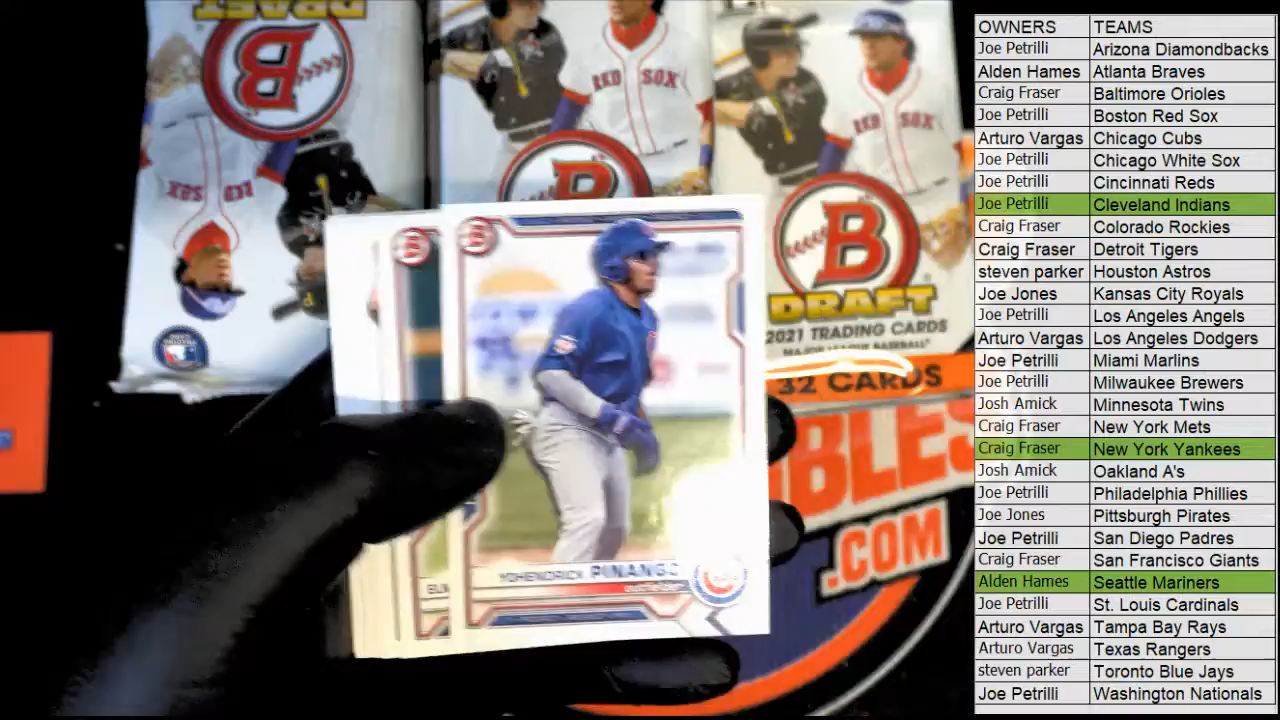 DRAFT
B
RED SOX
B
RED SOX
B
RED SOX
B
DRAFT
2021 TRADING CARDS
MAJOR LEAGUE BASEBALL
32 CARDS
B
B
YOHENDRICK PINANGO
BLES
.COM
OWNERS TEAMS
Joe Petrilli Arizona Diamondbacks
Alden Hames Atlanta Braves
Craig Fraser Baltimore Orioles
Joe Petrilli Boston Red Sox
Arturo Vargas Chicago Cubs
Joe Petrilli Chicago White Sox
Joe Petrilli Cincinnati Reds
Joe Petrilli Cleveland Indians
Craig Fraser Colorado Rockies
Craig Fraser Detroit Tigers
steven parker Houston Astros
Joe Jones Kansas City Royals
Joe Petrilli Los Angeles Angels
Arturo Vargas Los Angeles Dodgers
Joe Petrilli Miami Marlins
Joe Petrilli Milwaukee Brewers
Josh Amick Minnesota Twins
Craig Fraser New York Mets
Craig Fraser New York Yankees
Josh Amick Oakland A's
Joe Petrilli Philadelphia Phillies
Joe Jones Pittsburgh Pirates
Joe Petrilli San Diego Padres
Craig Fraser San Francisco Giants
Alden Hames Seattle Mariners
Joe Petrilli St. Louis Cardinals
Arturo Vargas Tampa Bay Rays
Arturo Vargas Texas Rangers
steven parker Toronto Blue Jays
Joe Petrilli Washington Nationals